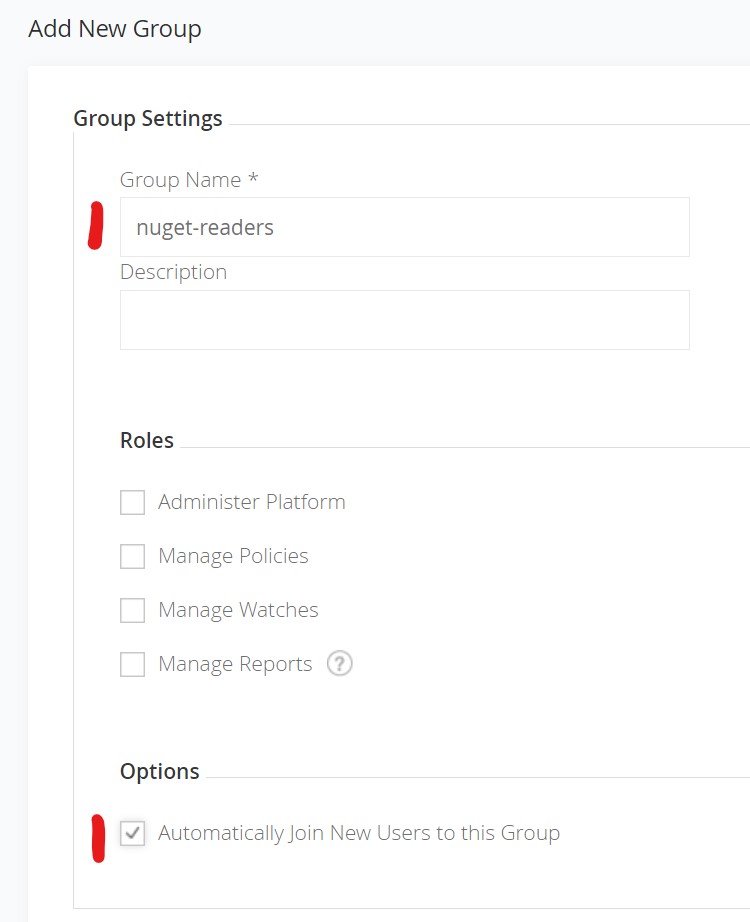 Add New Group
Group Settings
Group Name *
nuget-readers
Description
Roles
Administer Platform
Manage Policies
Manage Watches
Manage Reports ?
Options
Automatically Join New Users to this Group